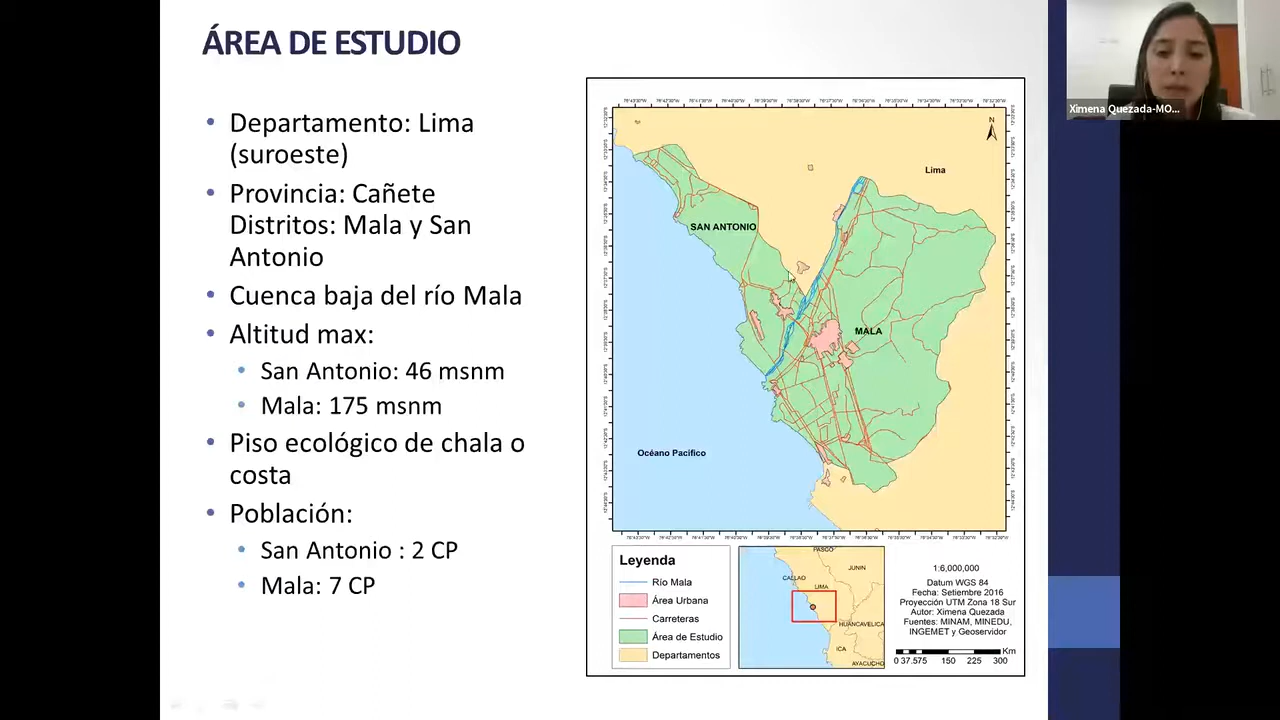 ÁREA DE ESTUDIO
Departamento: Lima
(suroeste)
Provincia: Cañete
Distritos: Mala y San
Antonio
Cuenca baja del río Mala
Altitud max:
San Antonio: 46 msnm
Mala: 175 msnm
Piso ecológico de chala o
costa
Población:
San Antonio : 2 CP
Mala: 7 CP
N
Lima
SAN ANTONIO
MALA
Océano Pacifico
Leyenda
Río Mala
Área Urbana
Carreteras
Área de Estudio
Departamentos
PASCO
JUNIN
CALLAO
LIMA
HUANCAVELICA
ICA
AYACUCHO
1:6,000,000
Datum WGS 84
Fecha: Setiembre 2016
Proyección UTM Zona 18 Sur
Autor: Ximena Quezada
Fuentes: MINAM, MINEDU,
INGEMET y Geoservidor
Km
0 37.575 150 225 300
Ximena Quezada-MO...